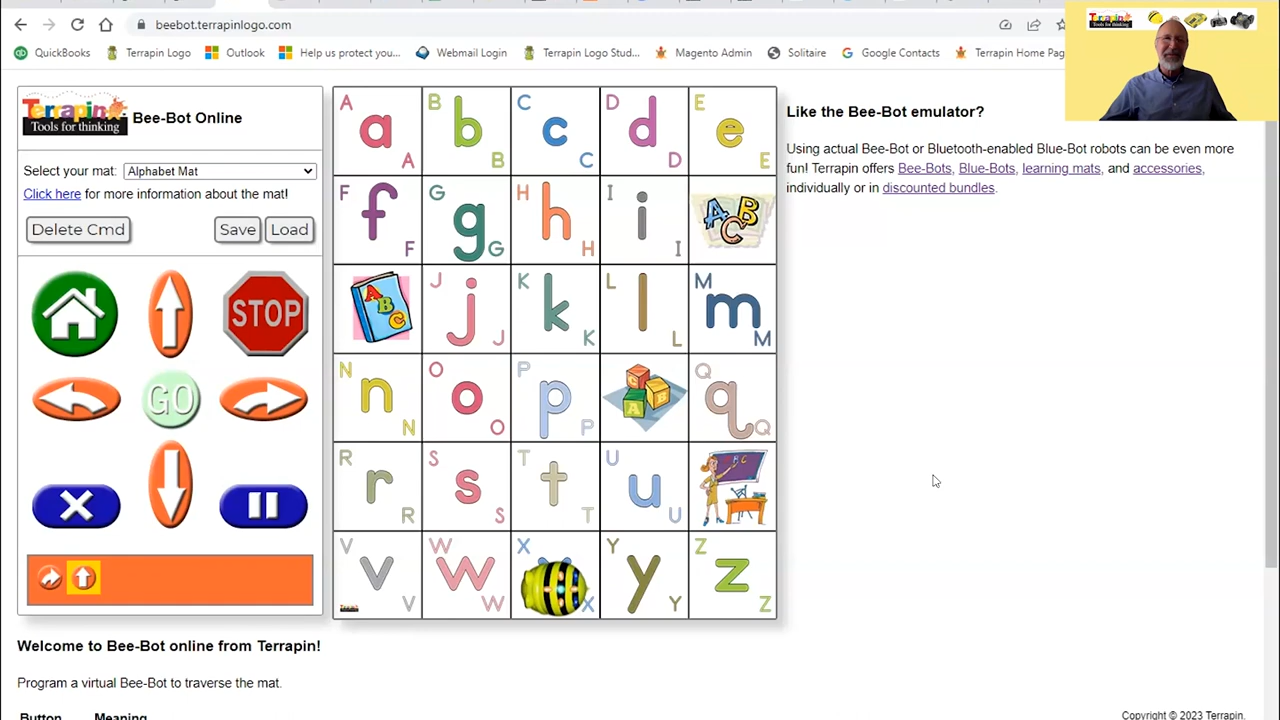 beebot.terrapinlogo.com
QuickBooks
Terrapin Logo
Outlook
Help us protect your...
Webmail Login
Terrapin Logo Stud...
Magento Admin
Solitaire
Google Contacts
Terrapin Home Pag
Terrapin
Tools for thinking
Terrapin
Tools for thinking
Bee-Bot Online
Select your mat: Alphabet Mat
Click here for more information about the mat!
Delete Cmd Save Load
STOP
GO
A a A
B b B
C c C
D d D
E e E
F f F
G g G
H h H
I i I
A B C
A B C
J j J
K k K
L l L
M m M
N n N
O o O
P p P
Q q Q
R r R
S s S
T t T
U u U
V v V
W w W
X X
Y y Y
Z z Z
Like the Bee-Bot emulator?
Using actual Bee-Bot or Bluetooth-enabled Blue-Bot robots can be even more
fun! Terrapin offers Bee-Bots, Blue-Bots, learning mats, and accessories,
individually or in discounted bundles.
Welcome to Bee-Bot online from Terrapin!
Program a virtual Bee-Bot to traverse the mat.
Button Meaning
Copyright © 2023 Terrapin.